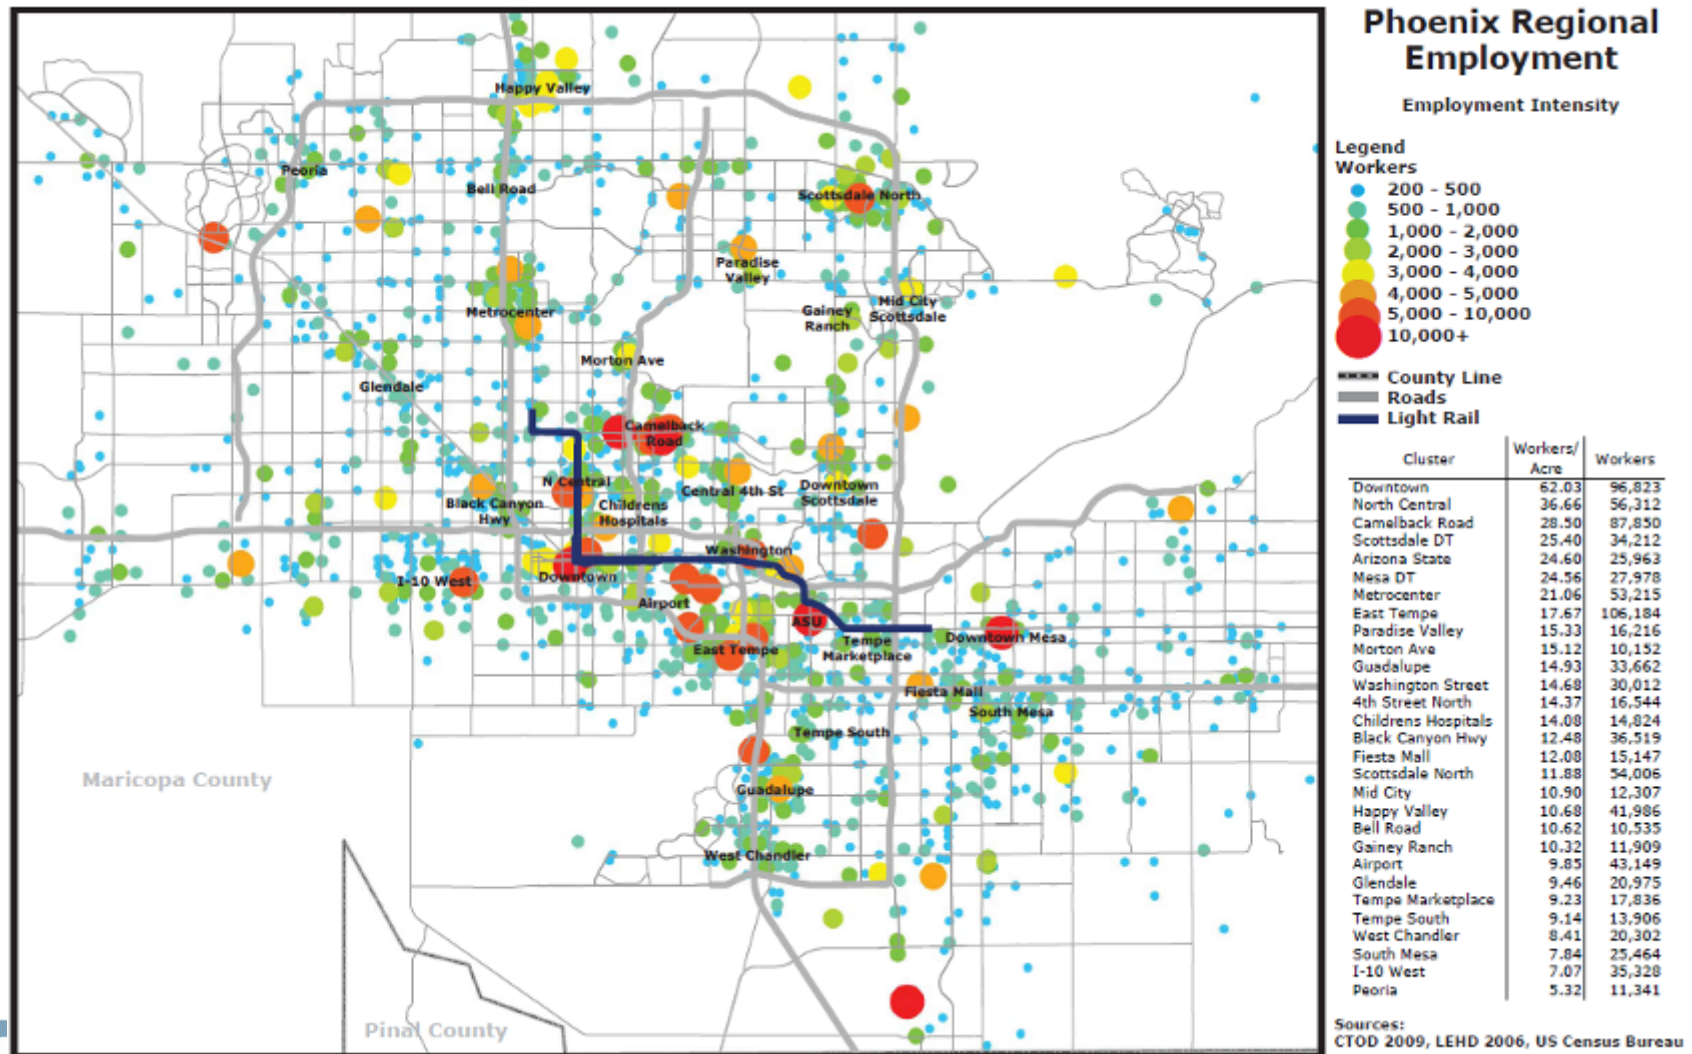 Phoenix Regional
Employment
Employment Intensity
Legend
Workers
200 - 500
500 - 1,000
1,000 - 2,000
2,000 - 3,000
3,000 - 4,000
4,000 - 5,000
5,000 - 10,000
10,000+
County Line
Roads
Light Rail
Cluster Workers/ Acre Workers
Downtown 62.03 96,823
North Central 36.66 56,312
Camelback Road 28.50 87,850
Scottsdale DT 25.40 34,212
Arizona State 24.60 25,963
Mesa DT 24.56 27,978
Metrocenter 21.06 53,215
East Tempe 17.67 106,184
Paradise Valley 15.33 16,216
Morton Ave 15.12 10,152
Guadalupe 14.93 33,662
Washington Street 14.68 30,012
4th Street North 14.37 16,544
Childrens Hospitals 14.08 14,824
Black Canyon Hwy 12.48 36,519
Fiesta Mall 12.08 15,147
Scottsdale North 11.88 54,006
Mid City 10.90 12,307
Happy Valley 10.68 41,986
Bell Road 10.62 10,535
Gainey Ranch 10.32 11,909
Airport 9.85 43,149
Glendale 9.46 20,975
Tempe Marketplace 9.23 17,836
Tempe South 9.14 13,906
West Chandler 8.41 20,302
South Mesa 7.84 25,464
I-10 West 7.07 35,328
Peoria 5.32 11,341
Sources:
CTOD 2009, LEHD 2006, US Census Bureau
Happy Valley
Peoria
Bell Road
Scottsdale North
Paradise
Valley
Metrocenter
Gainey
Ranch
Mid City
Scottsdale
Morton Ave
Glendale
Camelback
Road
N Central
Central 4th St
Downtown
Scottsdale
Black Canyon
Hwy
Childrens
Hospitals
Washington
Downtown
I-10 West
Airport
ASU
East Tempe
Tempe
Marketplace
Downtown Mesa
Fiesta Mall
South Mesa
Tempe South
Guadalupe
West Chandler
Maricopa County
Pinal County